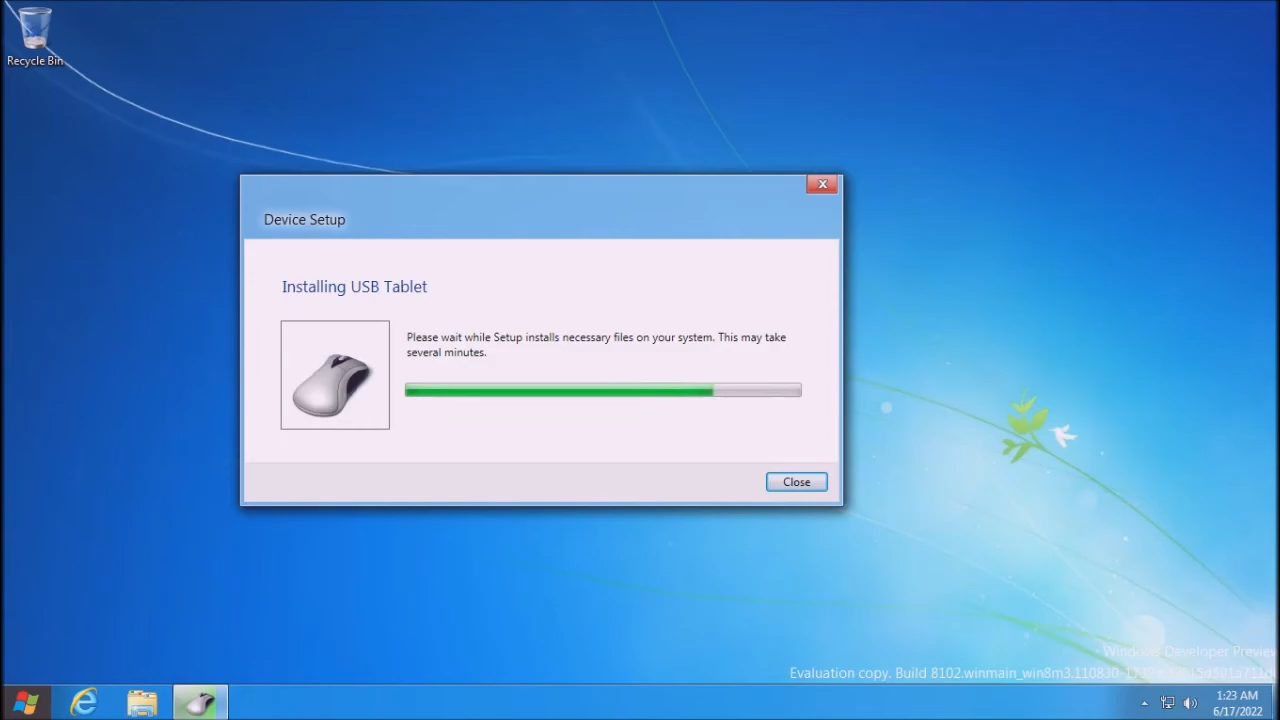 Recycle Bin
Device Setup
Installing USB Tablet
Please wait while Setup installs necessary files on your system. This may take
several minutes.
Close
Windows Developer Preview
Evaluation copy. Build 8102.winmain_win8m3.110830-
1:23 AM
6/17/2022